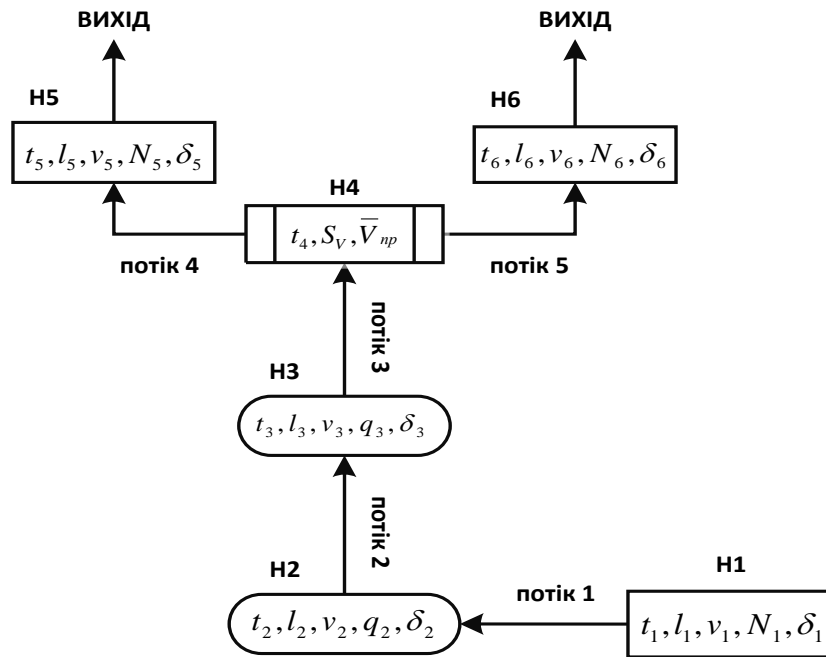 ВИХІД
ВИХІД
Н5
Н6
t₅, l₅, v₅, N₅, δ₅
t₆, l₆, v₆, N₆, δ₆
Н4
t₄, S_V, V̅_пр
потік 4
потік 5
потік 3
Н3
t₃, l₃, v₃, q₃, δ₃
потік 2
Н2
Н1
потік 1
t₂, l₂, v₂, q₂, δ₂
t₁, l₁, v₁, N₁, δ₁